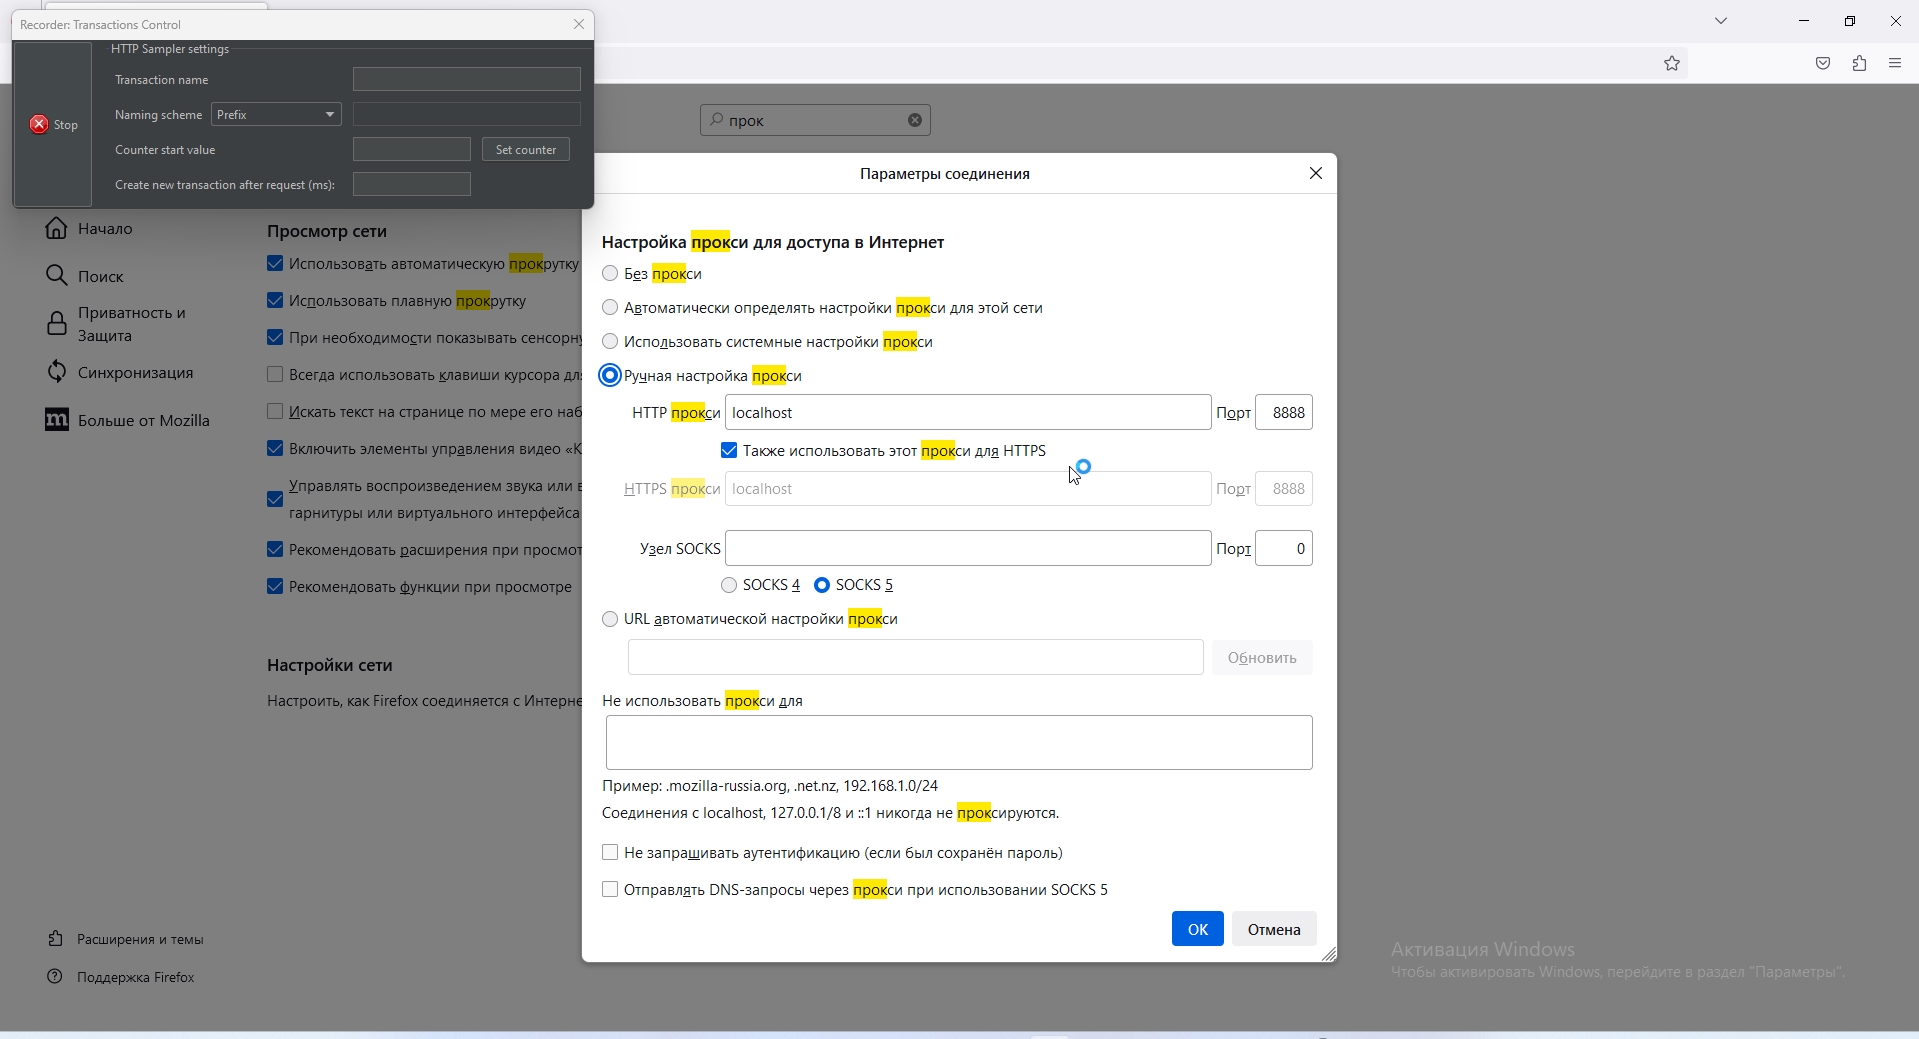 Recorder: Transactions Control
HTTP Sampler settings
Transaction name
Naming scheme Prefix
Stop
Counter start value Set counter
Create new transaction after request (ms):
прок
Начало
Поиск
Приватность и
Защита
Синхронизация
Больше от Mozilla
Расширения и темы
Поддержка Firefox
Просмотр сети
Использовать автоматическую прокрутку
Использовать плавную прокрутку
При необходимости показывать
Всегда использовать клавиши курсора
Искать текст на странице по мере его
Включить элементы управления видео
Управлять воспроизведением звука или
гарнитуры или виртуального интерфейса
Рекомендовать расширения при
Рекомендовать функции при просмотре
Настройки сети
Настроить, как Firefox соединяется с
Параметры соединения
Настройка прокси для доступа в Интернет
Без прокси
Автоматически определять настройки прокси для этой сети
Использовать системные настройки прокси
Ручная настройка прокси
HTTP прокси localhost Порт 8888
Также использовать этот прокси для HTTPS
HTTPS прокси localhost Порт 8888
Узел SOCKS Порт 0
SOCKS 4 SOCKS 5
URL автоматической настройки прокси
Обновить
Не использовать прокси для
Пример: .mozilla-russia.org, .net.nz, 192.168.1.0/24
Соединения с localhost, 127.0.0.1/8 и ::1 никогда не проксируются.
Не запрашивать аутентификацию (если был сохранён пароль)
Отправлять DNS-запросы через прокси при использовании SOCKS 5
OK Отмена
Активация Windows
Чтобы активировать Windows, перейдите в раздел "Параметры".